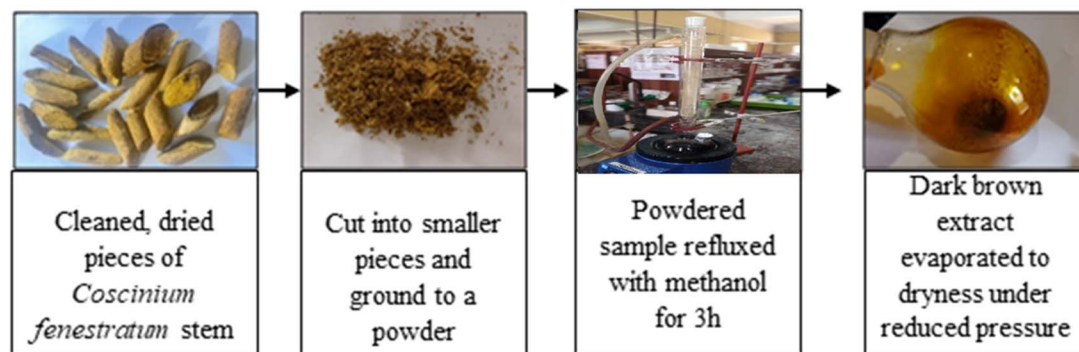 Cleaned, dried
pieces of
Coscinium
fenestratum stem
Cut into smaller
pieces and
ground to a
powder
Powdered
sample refluxed
with methanol
for 3h
Dark brown
extract
evaporated to
dryness under
reduced pressure